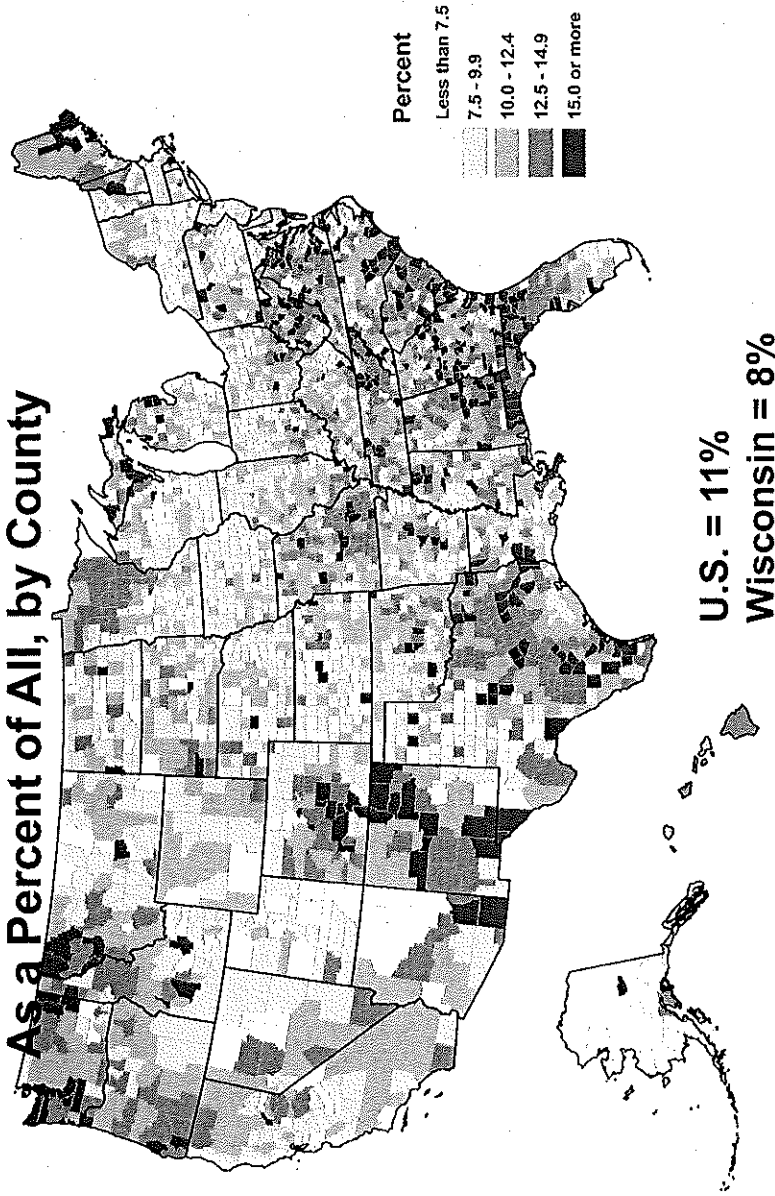 As a Percent of All, by County
Percent
Less than 7.5
7.5 - 9.9
10.0 - 12.4
12.5 - 14.9
15.0 or more
U.S. = 11%
Wisconsin = 8%